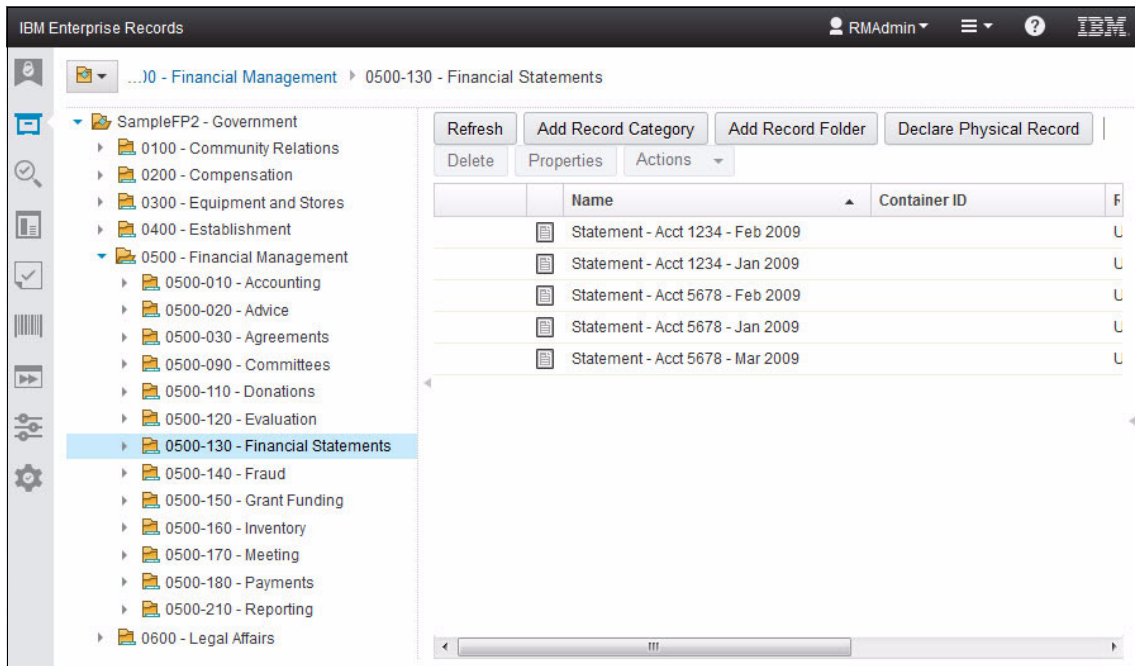 IBM Enterprise Records
RMAdmin
?
IBM
...)0 - Financial Management 0500-130 - Financial Statements
SampleFP2 - Government
0100 - Community Relations
0200 - Compensation
0300 - Equipment and Stores
0400 - Establishment
0500 - Financial Management
0500-010 - Accounting
0500-020 - Advice
0500-030 - Agreements
0500-090 - Committees
0500-110 - Donations
0500-120 - Evaluation
0500-130 - Financial Statements
0500-140 - Fraud
0500-150 - Grant Funding
0500-160 - Inventory
0500-170 - Meeting
0500-180 - Payments
0500-210 - Reporting
0600 - Legal Affairs
Refresh Add Record Category Add Record Folder Declare Physical Record
Delete Properties Actions
Name Container ID
Statement - Acct 1234 - Feb 2009
Statement - Acct 1234 - Jan 2009
Statement - Acct 5678 - Feb 2009
Statement - Acct 5678 - Jan 2009
Statement - Acct 5678 - Mar 2009